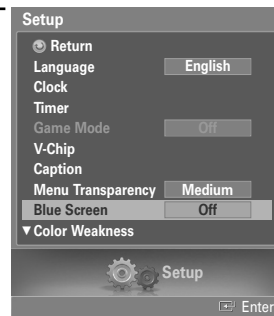 Setup
Return
Language English
Clock
Timer
Game Mode Off
V-Chip
Caption
Menu Transparency Medium
Blue Screen Off
▼Color Weakness
Setup
Enter